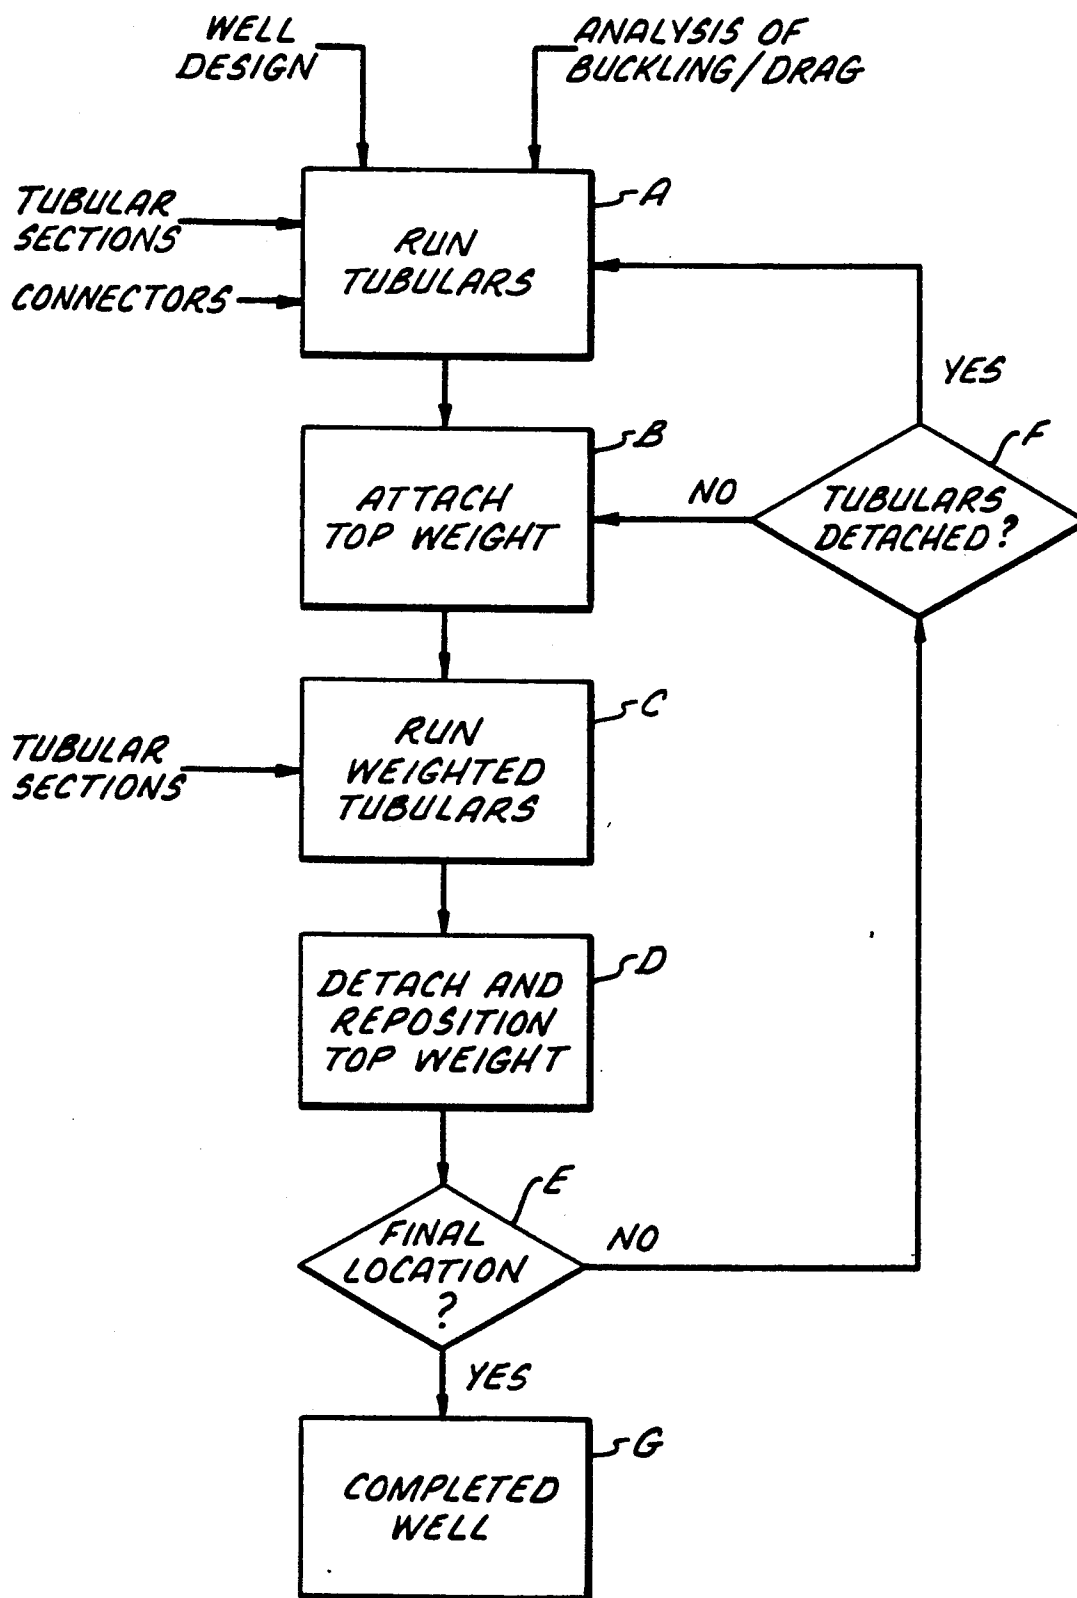 WELL
DESIGN
ANALYSIS OF
BUCKLING/DRAG
TUBULAR
SECTIONS
CONNECTORS
RUN
TUBULARS
A
YES
ATTACH
TOP WEIGHT
B
NO
TUBULARS
DETACHED?
F
TUBULAR
SECTIONS
RUN
WEIGHTED
TUBULARS
C
DETACH AND
REPOSITION
TOP WEIGHT
D
FINAL
LOCATION
?
E
NO
YES
COMPLETED
WELL
G